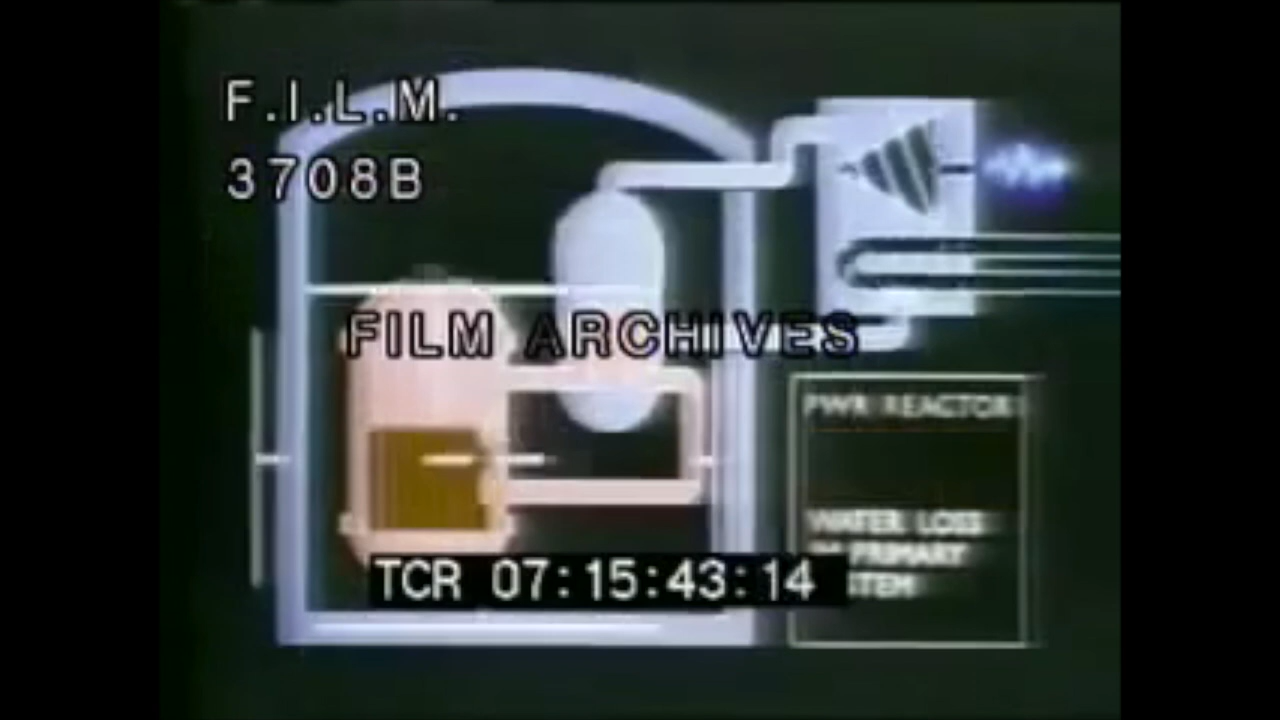 F.I.L.M.
3708B
FILM ARCHIVES
PWR REACTOR
WATER LOSS
PRIMARY
TCR 07:15:43:14